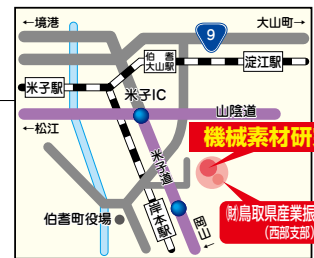 ←境港
大山町→
9
伯耆
大山駅
淀江駅
米子駅
米子IC
山陰道
←松江
機械素材研
米子道
㈶鳥取県産業振
(西部支部)
伯耆町役場
岸本駅
岡山
↓